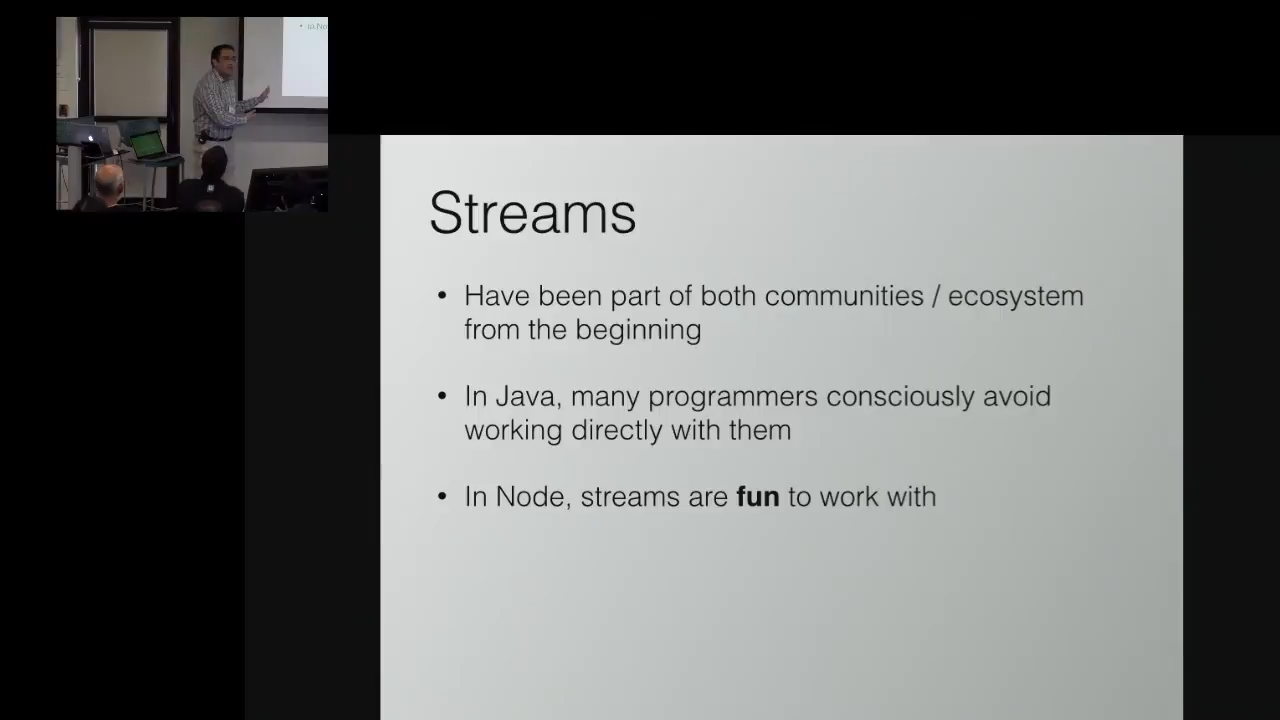 Streams
• Have been part of both communities / ecosystem
from the beginning
• In Java, many programmers consciously avoid
working directly with them
• In Node, streams are fun to work with